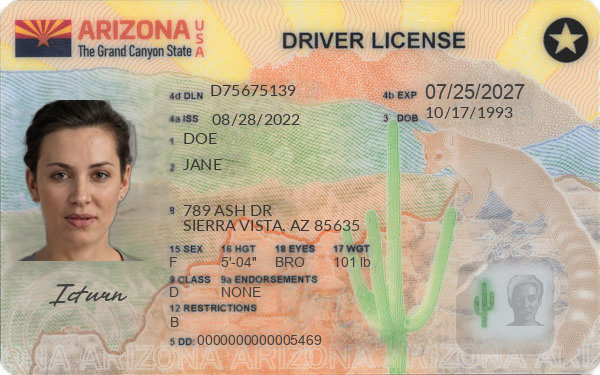 ARIZONA USA
The Grand Canyon State
DRIVER LICENSE
4d DLN D75675139
4b EXP 07/25/2027
4a ISS 08/28/2022
3 DOB 10/17/1993
1 DOE
2 JANE
8 789 ASH DR
SIERRA VISTA, AZ 85635
15 SEX 16 HGT 18 EYES 17 WGT
F 5'-04" BRO 101 lb
9 CLASS 9a ENDORSEMENTS
D NONE
12 RESTRICTIONS
B
5 DD: 0000000000005469
ARIZONA ARIZONA ARIZONA ARIZONA